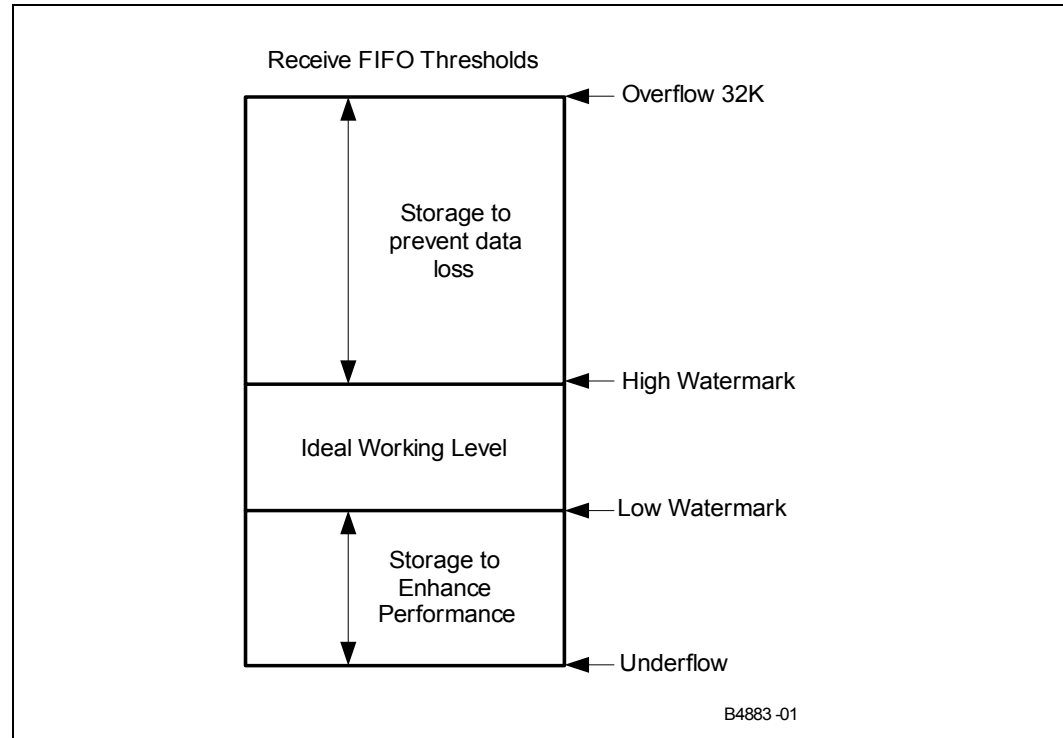 Receive FIFO Thresholds
Overflow 32K
Storage to
prevent data
loss
High Watermark
Ideal Working Level
Low Watermark
Storage to
Enhance
Performance
Underflow
B4883 -01